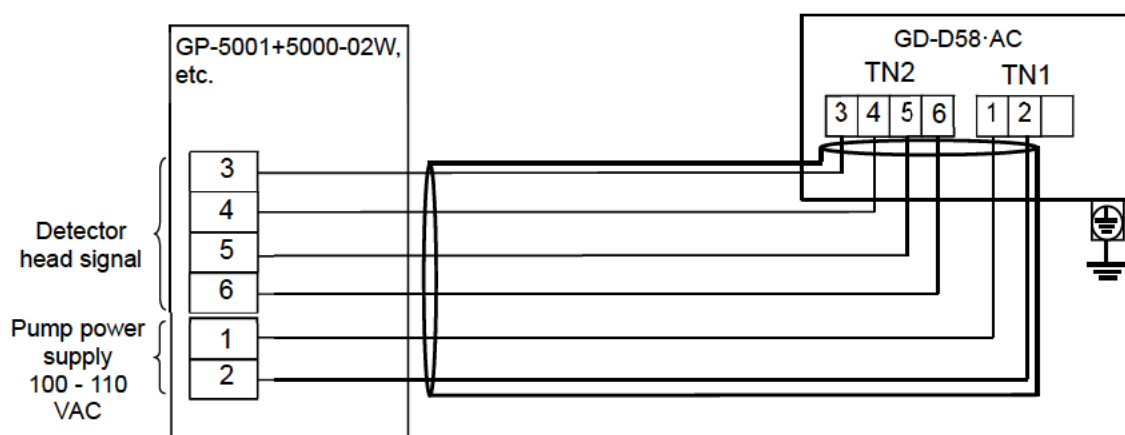 GP-5001+5000-02W,
etc.
3
4
5
6
1
2
Detector
head signal
Pump power
supply
100 - 110
VAC
GD-D58·AC
TN2
TN1
3 4 5 6
1 2